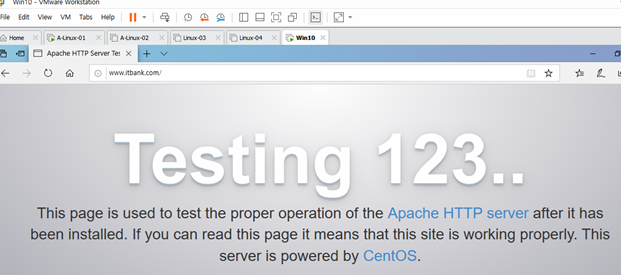 Win10 - VMware Workstation
File Edit View VM Tabs Help
Home A-Linux-01 A-Linux-02 Linux-03 Linux-04 Win10
Apache HTTP Server Tes
www.itbank.com/
Testing 123..
This page is used to test the proper operation of the Apache HTTP server after it has
been installed. If you can read this page it means that this site is working properly. This
server is powered by CentOS.